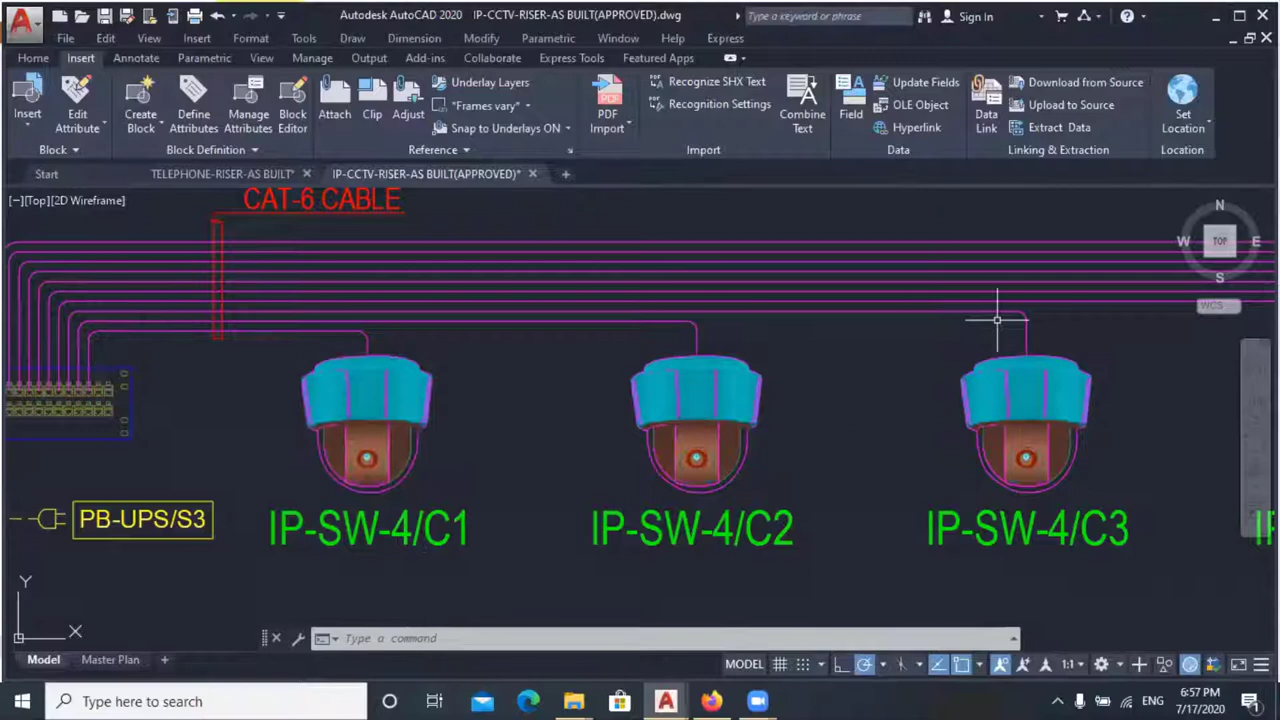 Autodesk AutoCAD 2020 IP-CCTV-RISER-AS BUILT(APPROVED).dwg
Type a keyword or phrase
Sign In
File Edit View Insert Format Tools Draw Dimension Modify Parametric Window Help Express
Home Insert Annotate Parametric View Manage Output Add-ins Collaborate Express Tools Featured Apps
Insert
Edit
Attribute
Create
Block
Define
Attributes
Manage
Attributes
Block
Editor
Attach
Clip
Adjust
Underlay Layers
*Frames vary*
Snap to Underlays ON
PDF
Import
Recognize SHX Text
Recognition Settings
Combine
Text
Field
Update Fields
OLE Object
Hyperlink
Data
Link
Download from Source
Upload to Source
Extract Data
Set
Location
Block
Block Definition
Reference
Import
Data
Linking & Extraction
Location
Start
TELEPHONE-RISER-AS BUILT*
IP-CCTV-RISER-AS BUILT(APPROVED)*
[−][Top][2D Wireframe]
CAT-6 CABLE
N
W
TOP
E
S
WCS
PB-UPS/S3
IP-SW-4/C1
IP-SW-4/C2
IP-SW-4/C3
Y
X
Type a command
Model
Master Plan
MODEL
1:1
Type here to search
ENG
6:57 PM
7/17/2020